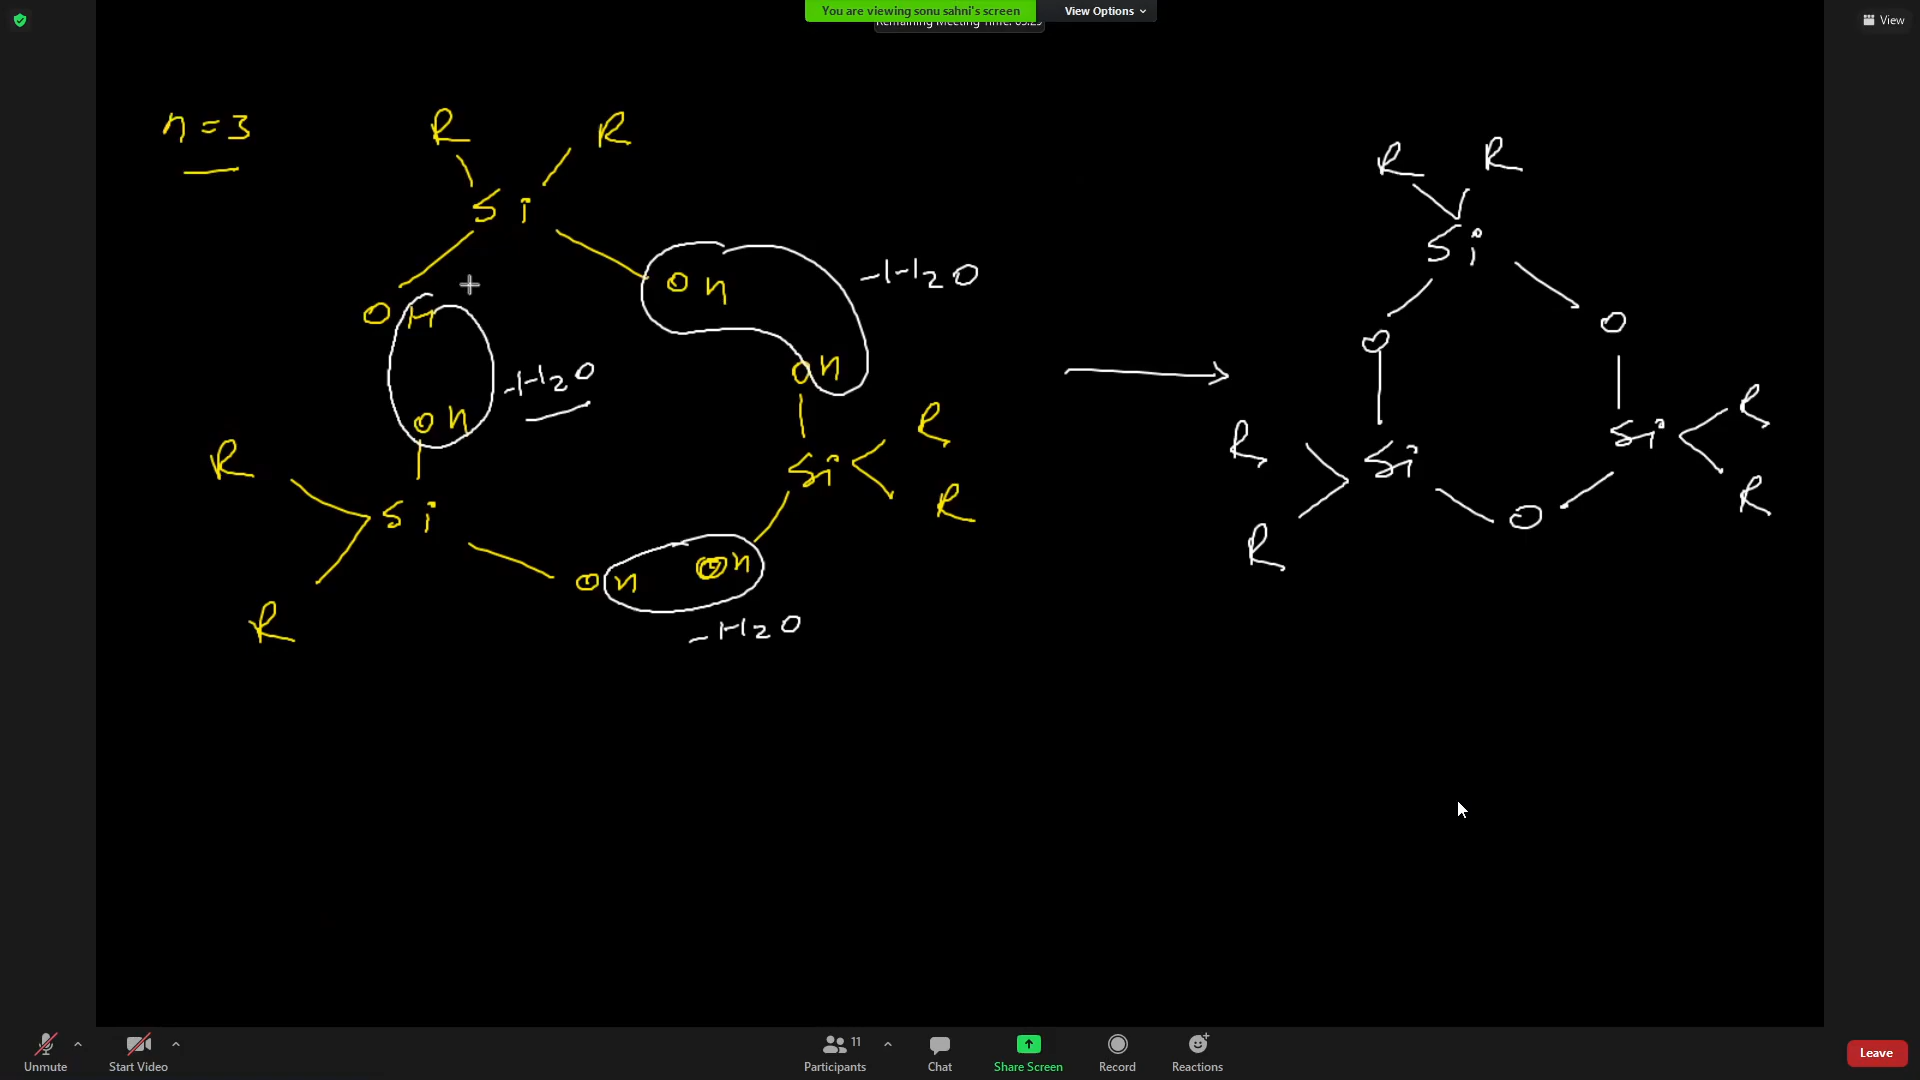 You are viewing sonu sahni's screen
View Options
View
n = 3
R R
Si
OH OH
-H2O
OH
-H2O
OH
Si R
R
R
Si
R
OH OH
-H2O
R R
Si
O O
R Si
R
O
Si R
R
Unmute
Start Video
Participants 11
Chat
Share Screen
Record
Reactions
Leave